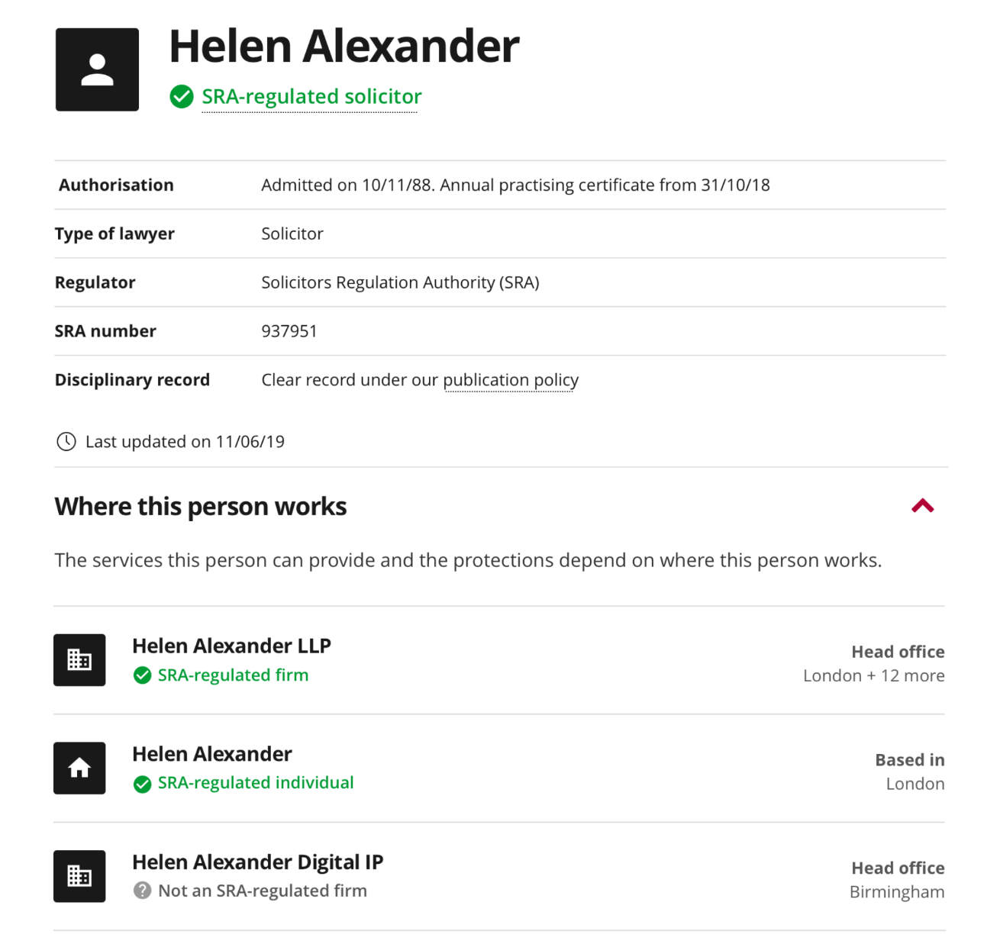 Helen Alexander
SRA-regulated solicitor
Authorisation Admitted on 10/11/88. Annual practising certificate from 31/10/18
Type of lawyer Solicitor
Regulator Solicitors Regulation Authority (SRA)
SRA number 937951
Disciplinary record Clear record under our publication policy
Last updated on 11/06/19
Where this person works
The services this person can provide and the protections depend on where this person works.
Helen Alexander LLP
SRA-regulated firm
Head office
London + 12 more
Helen Alexander
SRA-regulated individual
Based in
London
Helen Alexander Digital IP
? Not an SRA-regulated firm
Head office
Birmingham